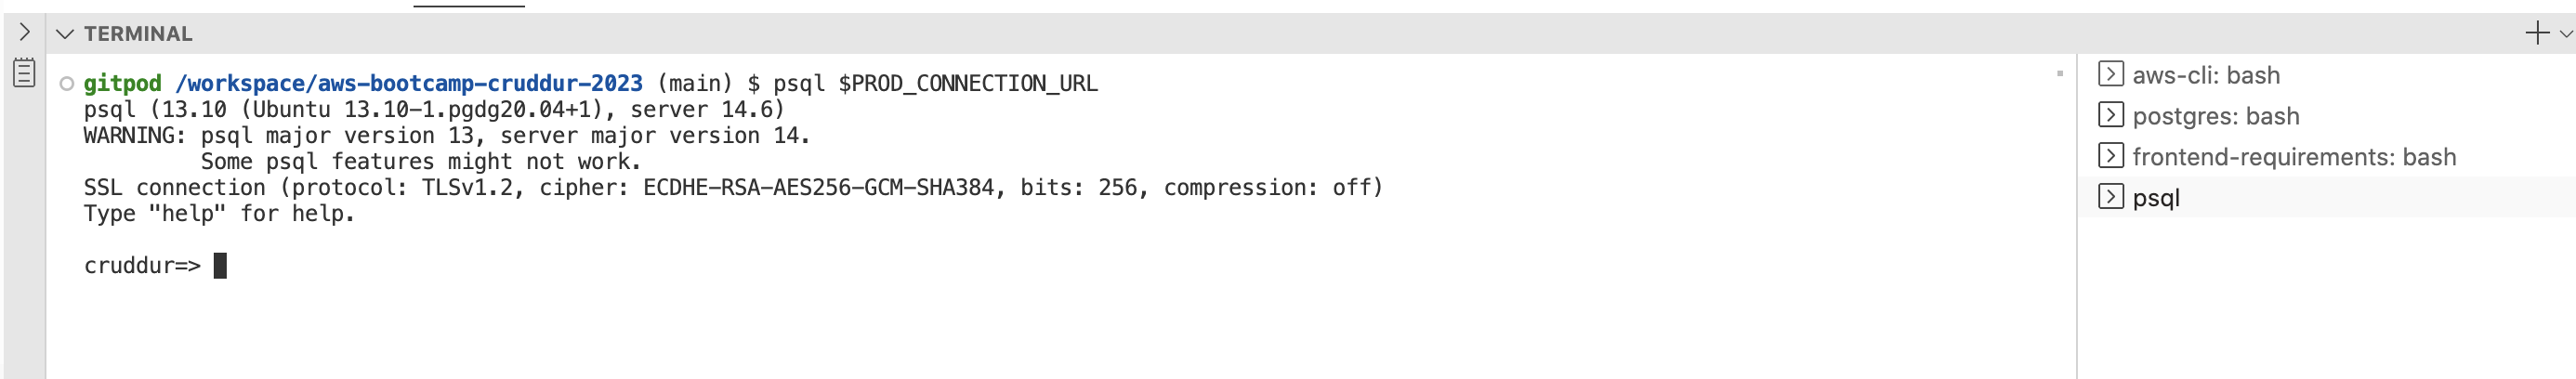 TERMINAL
gitpod /workspace/aws-bootcamp-cruddur-2023 (main) $ psql $PROD_CONNECTION_URL
psql (13.10 (Ubuntu 13.10-1.pgdg20.04+1), server 14.6)
WARNING: psql major version 13, server major version 14.
Some psql features might not work.
SSL connection (protocol: TLSv1.2, cipher: ECDHE-RSA-AES256-GCM-SHA384, bits: 256, compression: off)
Type "help" for help.
cruddur=>
aws-cli: bash
postgres: bash
frontend-requirements: bash
psql